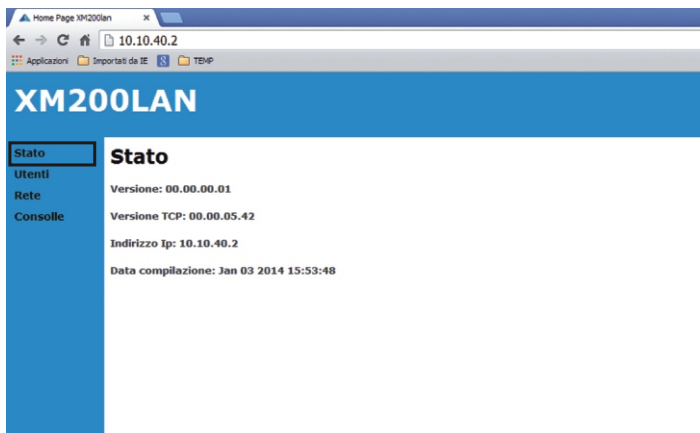 Home Page XM200lan
10.10.40.2
Applicazioni Importati da IE 8 TEMP
XM200LAN
Stato
Utenti
Rete
Consolle
Stato
Versione: 00.00.00.01
Versione TCP: 00.00.05.42
Indirizzo Ip: 10.10.40.2
Data compilazione: Jan 03 2014 15:53:48